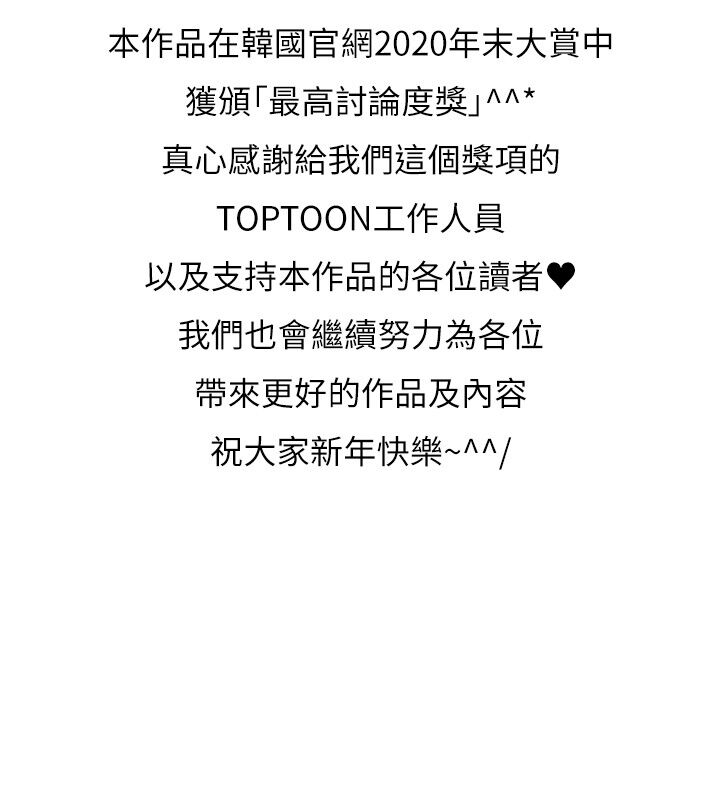 本作品在韓國官網2020年末大賞中
獲頒「最高討論度獎」^^*
真心感謝給我們這個獎項的
TOPTOON工作人員
以及支持本作品的各位讀者♥
我們也會繼續努力為各位
帶來更好的作品及內容
祝大家新年快樂~^^/